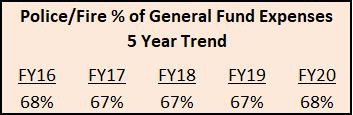 Police/Fire % of General Fund Expenses
5 Year Trend
FY16 FY17 FY18 FY19 FY20
68% 67% 67% 67% 68%